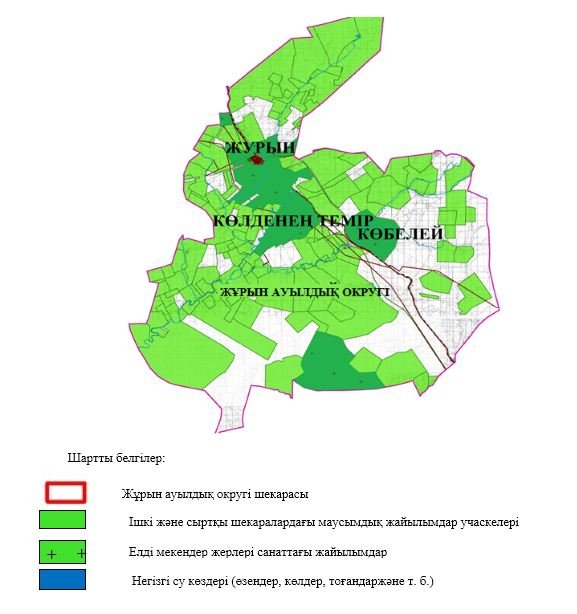 ЖУРЫН
КӨЛДЕНЕН ТЕМІР
КӨБЕЛЕЙ
ЖҰРЫН АУЫЛДЫҚ ОКРУГІ
Шартты белгілер:
Жұрын ауылдық округі шекарасы
Ішкі және сыртқы шекаралардағы маусымдық жайылымдар учаскелері
Елді мекендер жерлері санаттағы жайылымдар
Негізгі су көздері (өзендер, көлдер, тоғандаржәне т. б.)